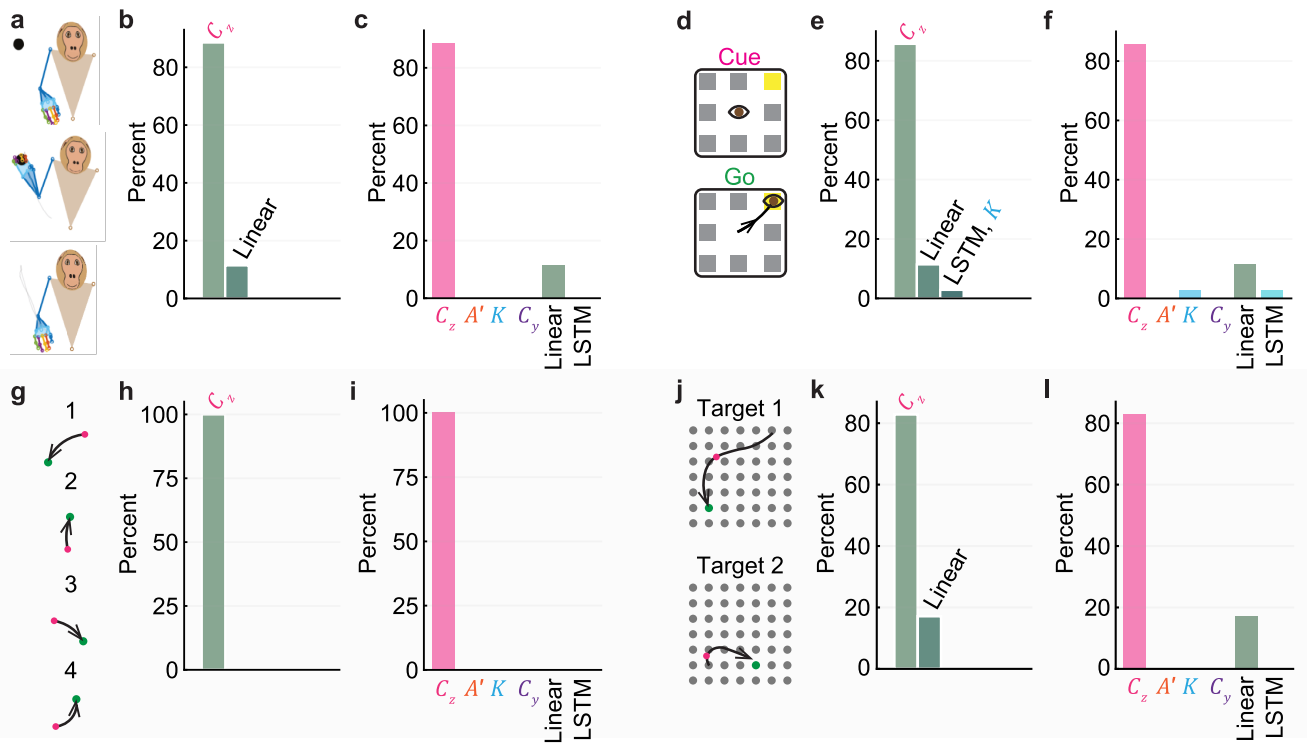 a
b
C_z
Percent
80
60
40
20
0
Linear
c
Percent
80
60
40
20
0
C_z A' K C_y Linear LSTM
d
Cue
Go
e
C_z
Percent
80
60
40
20
0
Linear
LSTM, K
f
Percent
80
60
40
20
0
C_z A' K C_y Linear LSTM
g
1
2
3
4
h
C_z
Percent
100
75
50
25
0
i
Percent
100
75
50
25
0
C_z A' K C_y Linear LSTM
j
Target 1
Target 2
k
C_z
Percent
80
60
40
20
0
Linear
l
Percent
80
60
40
20
0
C_z A' K C_y Linear LSTM